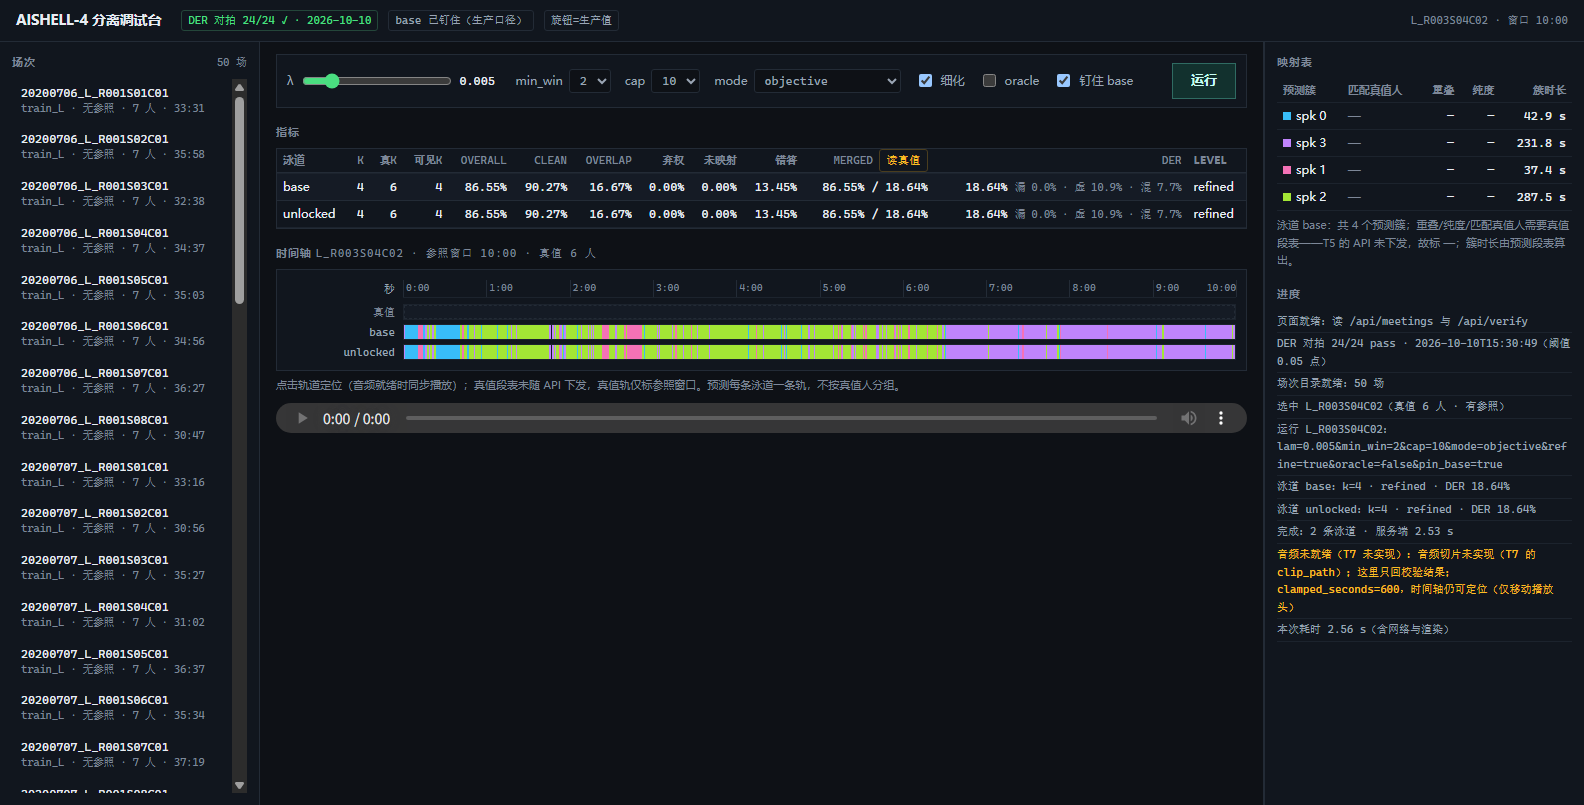 AISHELL-4 分离调试台
DER 对拍 24/24 ✓ · 2026-10-10
base 已钉住（生产口径）
旋钮=生产值
L_R003S04C02 · 窗口 10:00
场次
50 场
20200706_L_R001S01C01
train_L · 无参照 · 7 人 · 33:31
20200706_L_R001S02C01
train_L · 无参照 · 7 人 · 35:58
20200706_L_R001S03C01
train_L · 无参照 · 7 人 · 32:38
20200706_L_R001S04C01
train_L · 无参照 · 7 人 · 34:37
20200706_L_R001S05C01
train_L · 无参照 · 7 人 · 35:03
20200706_L_R001S06C01
train_L · 无参照 · 7 人 · 34:56
20200706_L_R001S07C01
train_L · 无参照 · 7 人 · 36:27
20200706_L_R001S08C01
train_L · 无参照 · 7 人 · 30:47
20200707_L_R001S01C01
train_L · 无参照 · 7 人 · 33:16
20200707_L_R001S02C01
train_L · 无参照 · 7 人 · 30:56
20200707_L_R001S03C01
train_L · 无参照 · 7 人 · 35:27
20200707_L_R001S04C01
train_L · 无参照 · 7 人 · 31:02
20200707_L_R001S05C01
train_L · 无参照 · 7 人 · 36:37
20200707_L_R001S06C01
train_L · 无参照 · 7 人 · 35:34
20200707_L_R001S07C01
train_L · 无参照 · 7 人 · 37:19
20200707_L_R001S08C01
λ 0.005 min_win 2 cap 10 mode objective 细化 oracle 钉住 base 运行
指标
泳道 K 真K 可见K OVERALL CLEAN OVERLAP 弃权 未映射 错答 MERGED 读真值 DER LEVEL
base 4 6 4 86.55% 90.27% 16.67% 0.00% 0.00% 13.45% 86.55% / 18.64% 18.64% 漏 0.0% · 虚 10.9% · 混 7.7% refined
unlocked 4 6 4 86.55% 90.27% 16.67% 0.00% 0.00% 13.45% 86.55% / 18.64% 18.64% 漏 0.0% · 虚 10.9% · 混 7.7% refined
时间轴 L_R003S04C02 · 参照窗口 10:00 · 真值 6 人
秒 0:00 1:00 2:00 3:00 4:00 5:00 6:00 7:00 8:00 9:00 10:00
真值
base
unlocked
点击轨道定位（音频就绪时同步播放）；真值段表未随 API 下发，真值轨仅标参照窗口。预测每条泳道一条轨，不按真值人分组。
0:00 / 0:00
映射表
预测簇 匹配真值人 重叠 纯度 簇时长
spk 0 — — — 42.9 s
spk 3 — — — 231.8 s
spk 1 — — — 37.4 s
spk 2 — — — 287.5 s
泳道 base：共 4 个预测簇；重叠/纯度/匹配真值人需要真值
段表——T5 的 API 未下发，故标 —；簇时长由预测段表算
出。
进度
页面就绪：读 /api/meetings 与 /api/verify
DER 对拍 24/24 pass · 2026-10-10T15:30:49（阈值
0.05 点）
场次目录就绪：50 场
选中 L_R003S04C02（真值 6 人 · 有参照）
运行 L_R003S04C02：
lam=0.005&min_win=2&cap=10&mode=objective&ref
ine=true&oracle=false&pin_base=true
泳道 base：k=4 · refined · DER 18.64%
泳道 unlocked：k=4 · refined · DER 18.64%
完成：2 条泳道 · 服务端 2.53 s
音频未就绪（T7 未实现）：音频切片未实现（T7 的
clip_path）；这里只回校验结果；
clamped_seconds=600，时间轴仍可定位（仅移动播放
头）
本次耗时 2.56 s（含网络与渲染）